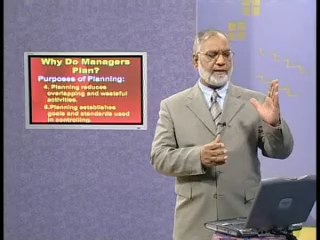 Why Do Managers
Plan?
Purposes of Planning:
4. Planning reduces
overlapping and wasteful
activities.
5.Planning establishes
goals and standards used
in controlling.